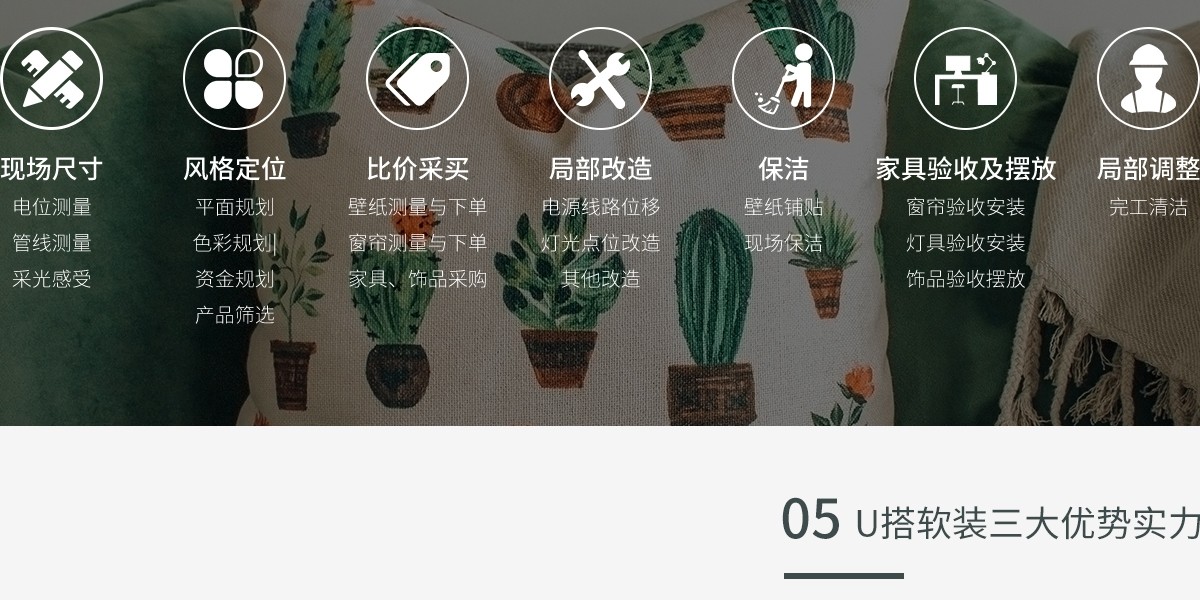 现场尺寸
电位测量
管线测量
采光感受
风格定位
平面规划
色彩规划|
资金规划
产品筛选
比价采买
壁纸测量与下单
窗帘测量与下单
家具、饰品采购
局部改造
电源线路位移
灯光点位改造
其他改造
保洁
壁纸铺贴
现场保洁
家具验收及摆放
窗帘验收安装
灯具验收安装
饰品验收摆放
局部调整
完工清洁
05 U搭软装三大优势实力